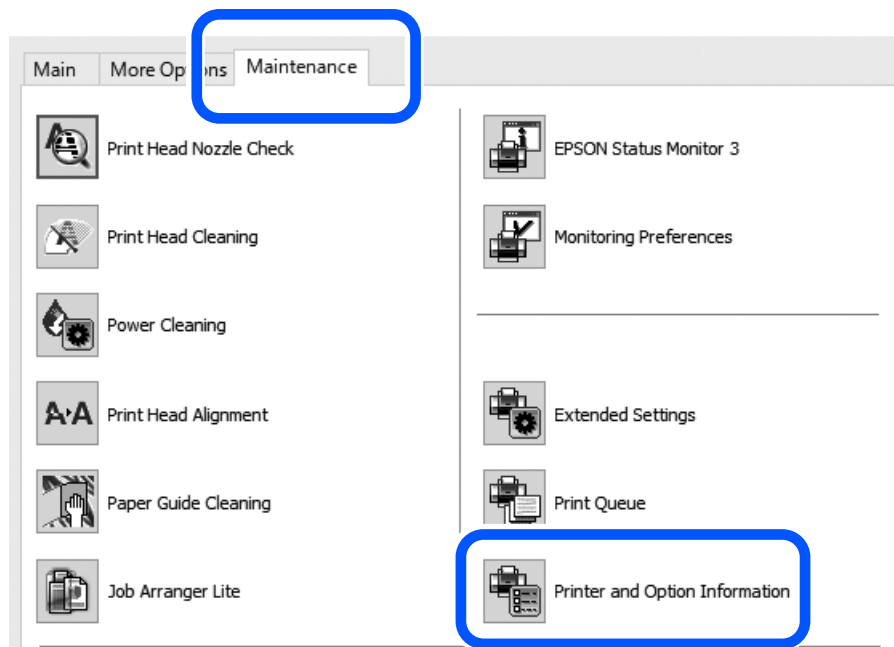 Main
More Options
Maintenance
Print Head Nozzle Check
Print Head Cleaning
Power Cleaning
A
A
Print Head Alignment
Paper Guide Cleaning
Job Arranger Lite
EPSON Status Monitor 3
Monitoring Preferences
Extended Settings
Print Queue
Printer and Option Information